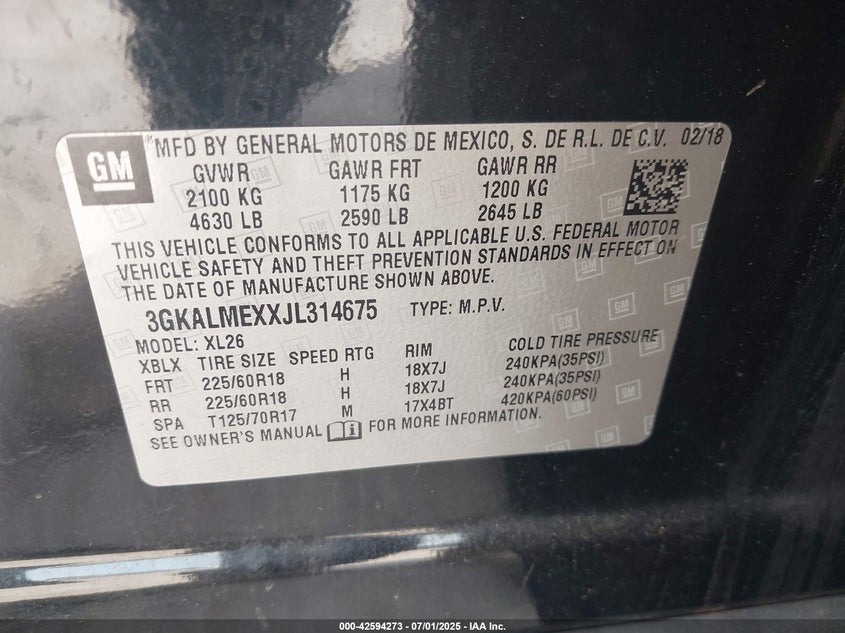 GM
MFD BY GENERAL MOTORS DE MEXICO, S. DE R.L. DE C.V. 02/18
GVWR GAWR FRT GAWR RR
2100 KG 1175 KG 1200 KG
4630 LB 2590 LB 2645 LB
THIS VEHICLE CONFORMS TO ALL APPLICABLE U.S. FEDERAL MOTOR
VEHICLE SAFETY AND THEFT PREVENTION STANDARDS IN EFFECT ON
THE DATE OF MANUFACTURE SHOWN ABOVE.
3GKALMEXXJL314675 TYPE: M.P.V.
MODEL: XL26
XBLX TIRE SIZE SPEED RTG RIM COLD TIRE PRESSURE
FRT 225/60R18 H 18X7J 240KPA(35PSI)
RR 225/60R18 H 18X7J 240KPA(35PSI)
SPA T125/70R17 M 17X4BT 420KPA(60PSI)
SEE OWNER'S MANUAL FOR MORE INFORMATION.
000-42594273 / 07/01/2025 - IAA Inc.